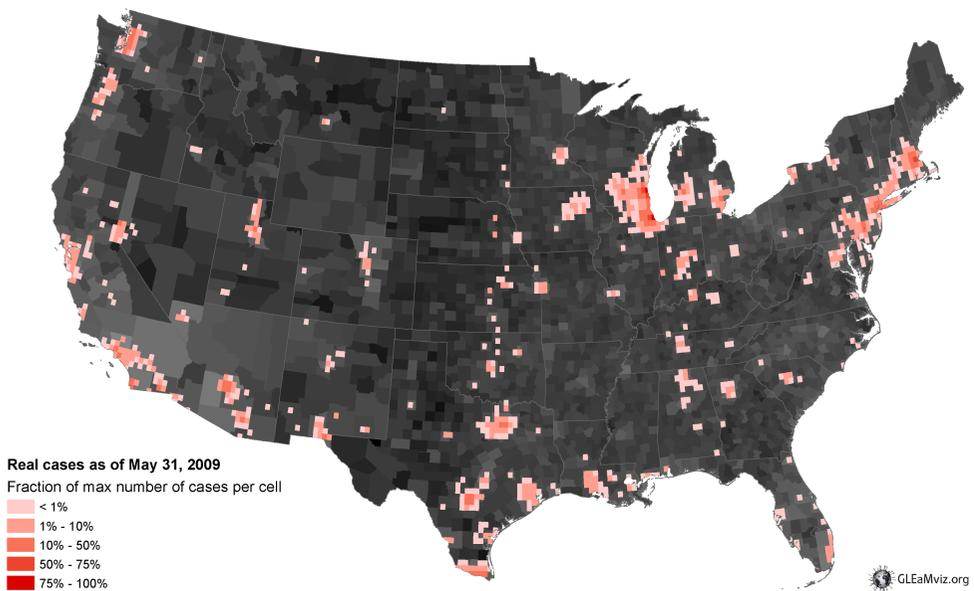 Real cases as of May 31, 2009
Fraction of max number of cases per cell
< 1%
1% - 10%
10% - 50%
50% - 75%
75% - 100%
GLEaMviz.org